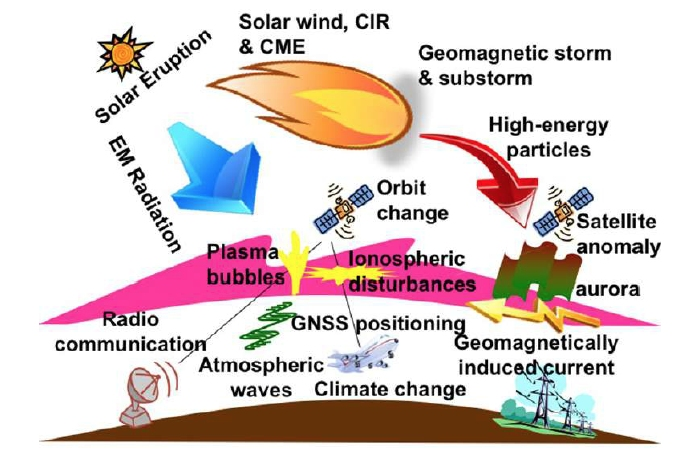 Solar wind, CIR
& CME
Solar Eruption
Geomagnetic storm
& substorm
High-energy
particles
EM Radiation
Orbit
change
Satellite
anomaly
Plasma
bubbles
Ionospheric
disturbances
aurora
Radio
communication
GNSS positioning
Geomagnetically
induced current
Atmospheric
waves
Climate change